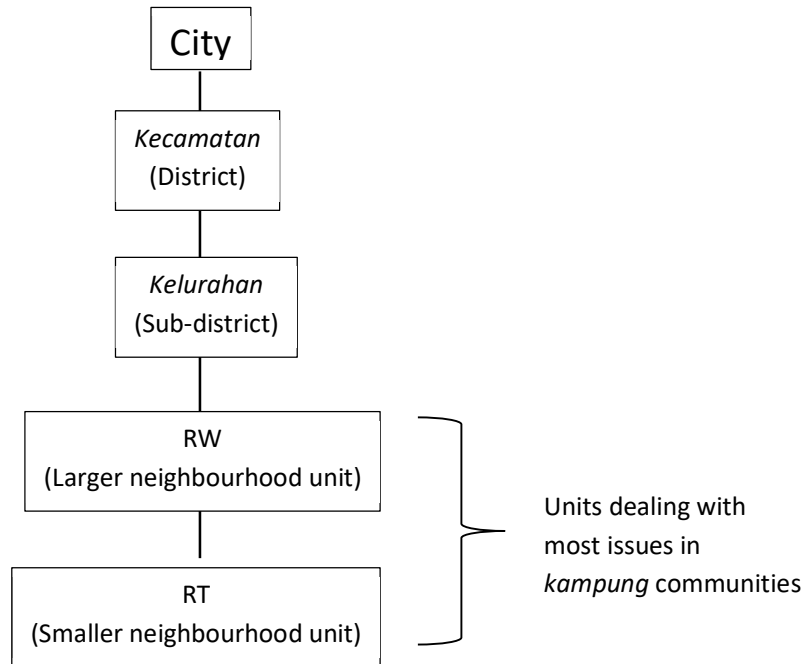 City
Kecamatan
(District)
Kelurahan
(Sub-district)
RW
(Larger neighbourhood unit)
RT
(Smaller neighbourhood unit)
Units dealing with
most issues in
kampung communities